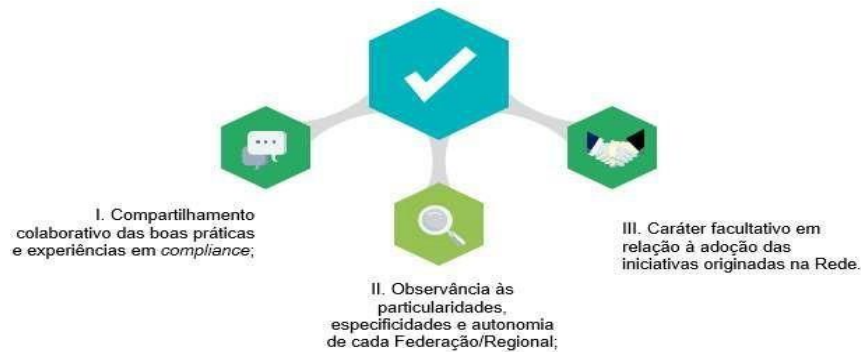 I. Compartilhamento
colaborativo das boas práticas
e experiências em compliance;
II. Observância às
particularidades,
especificidades e autonomia
de cada Federação/Regional;
III. Caráter facultativo em
relação à adoção das
iniciativas originadas na Rede.